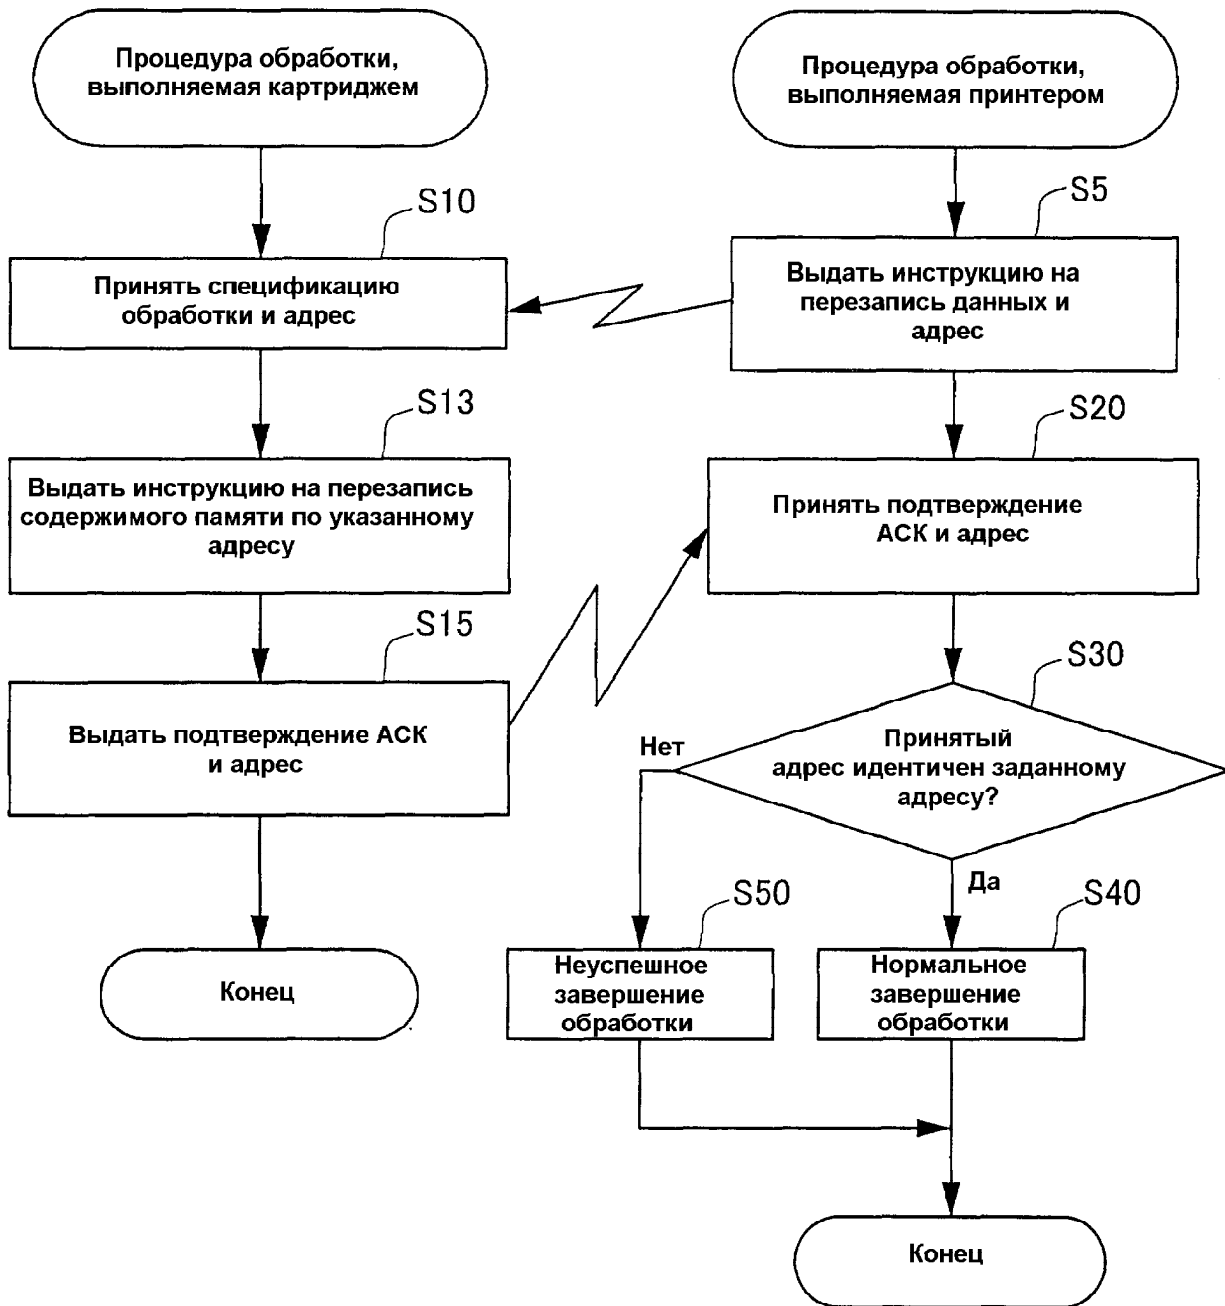 Процедура обработки,
выполняемая картриджем
Процедура обработки,
выполняемая принтером
S10
Принять спецификацию
обработки и адрес
S5
Выдать инструкцию на
перезапись данных и
адрес
S13
Выдать инструкцию на перезапись
содержимого памяти по указанному
адресу
S20
Принять подтверждение
АСК и адрес
S15
Выдать подтверждение АСК
и адрес
S30
Принятый
адрес идентичен заданному
адресу?
Нет
Да
S50
Неуспешное
завершение
обработки
S40
Нормальное
завершение
обработки
Конец
Конец